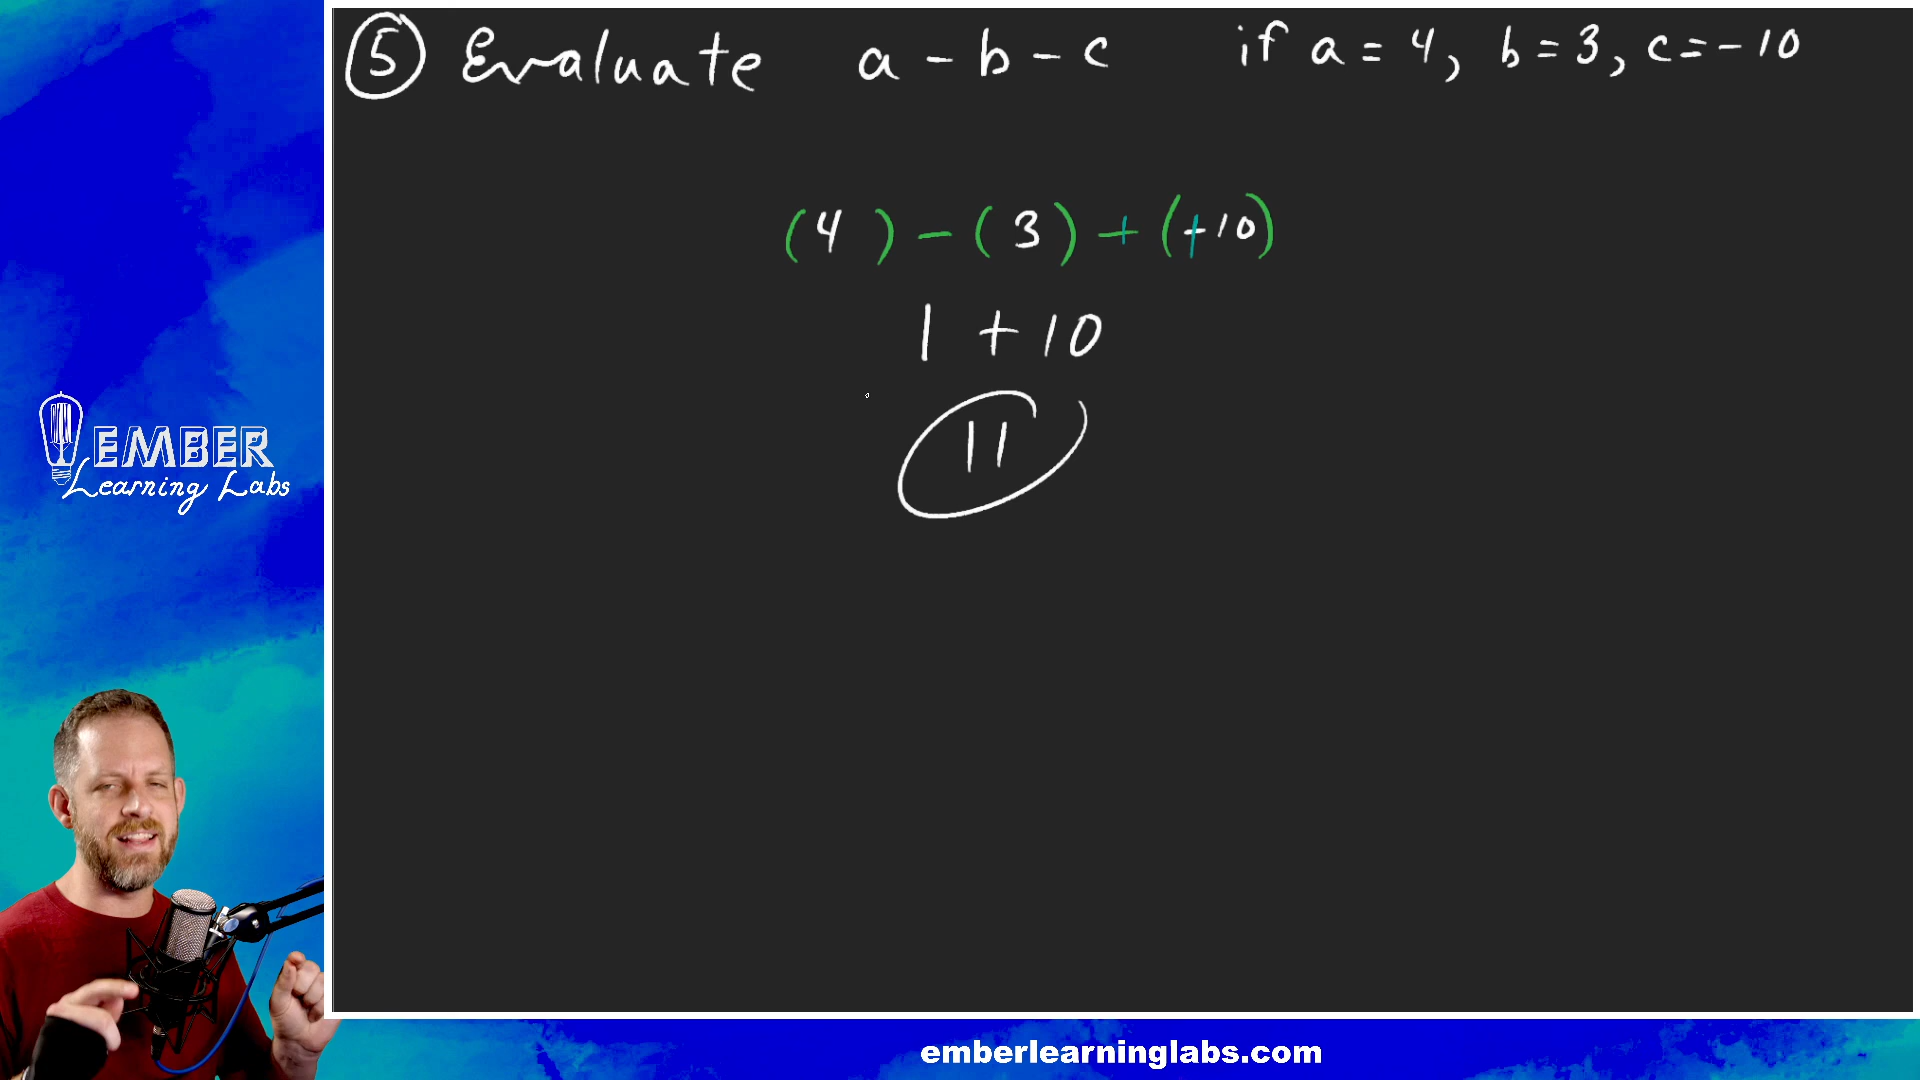 5 Evaluate a - b - c if a = 4, b = 3, c = -10
(4) - (3) + (+10)
1 + 10
11
EMBER
Learning Labs
emberlearninglabs.com